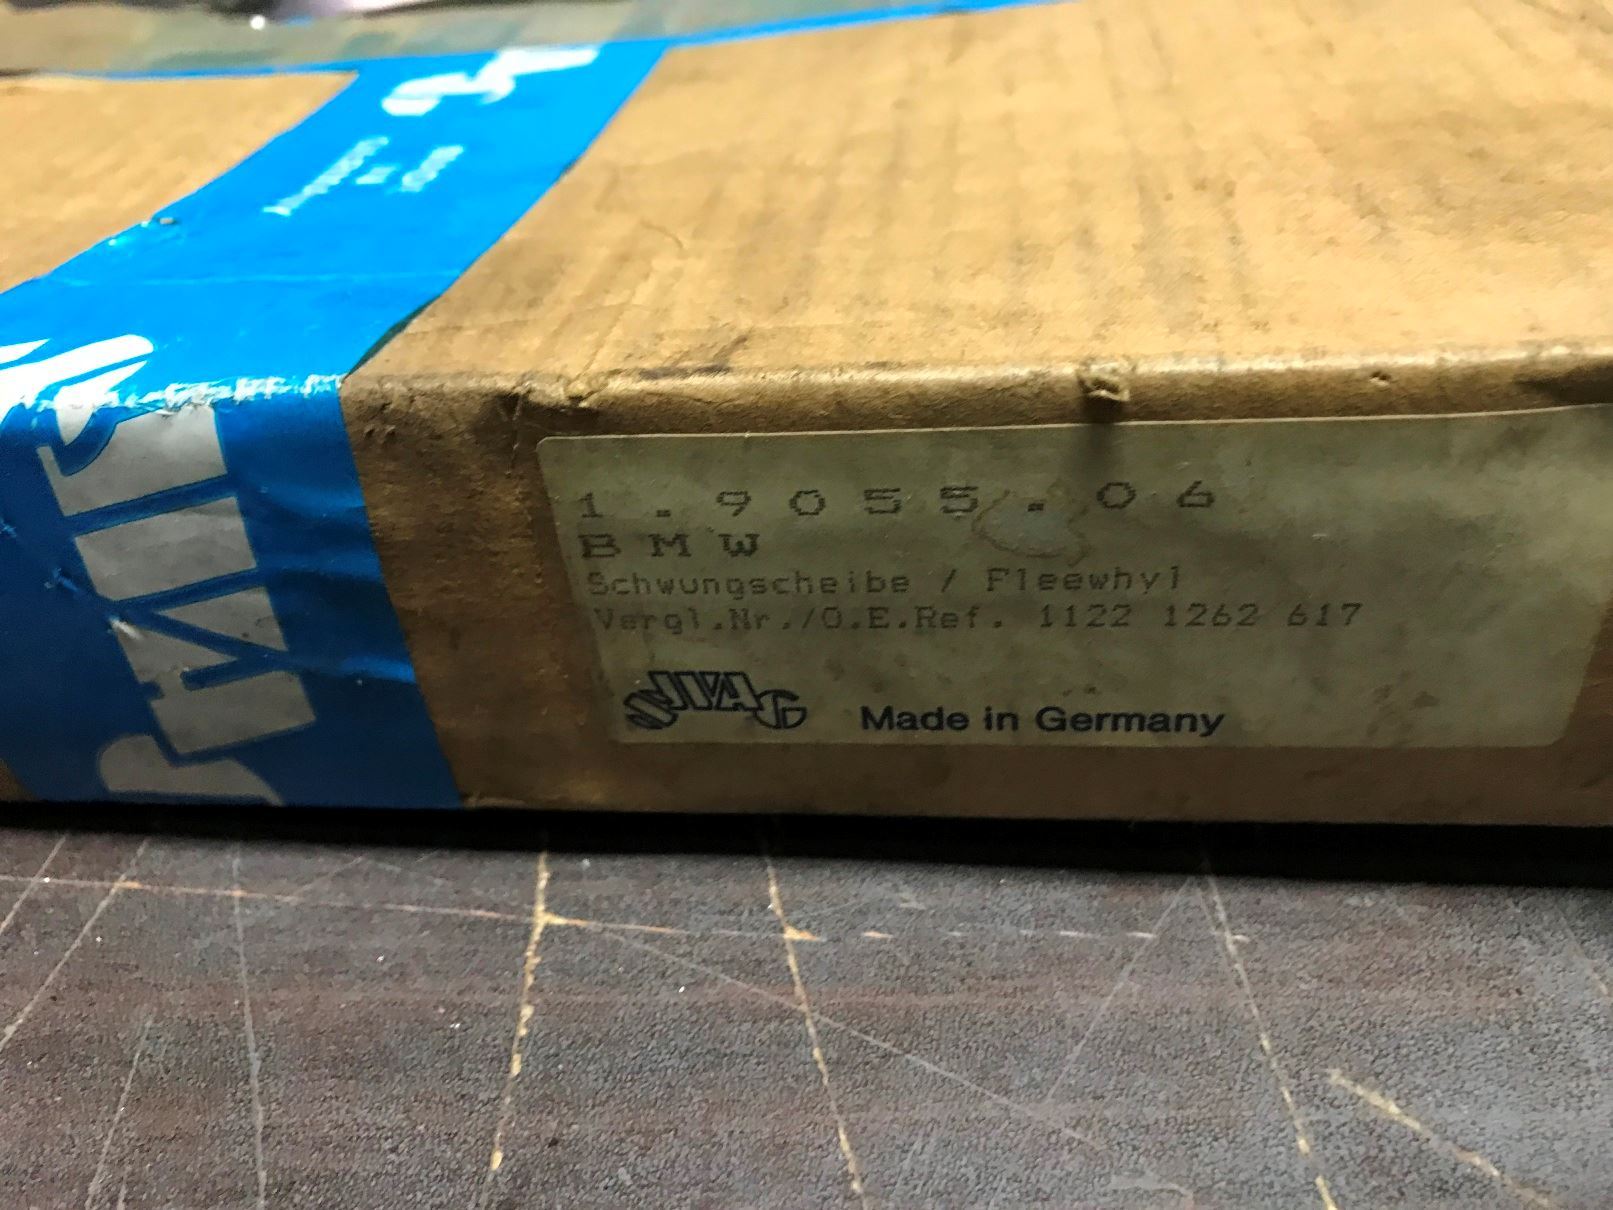 1.9055.06
BMW
Schwungscheibe / Fleewhyl
Vergl.Nr./O.E.Ref. 1122 1262 617
SWAG
Made in Germany